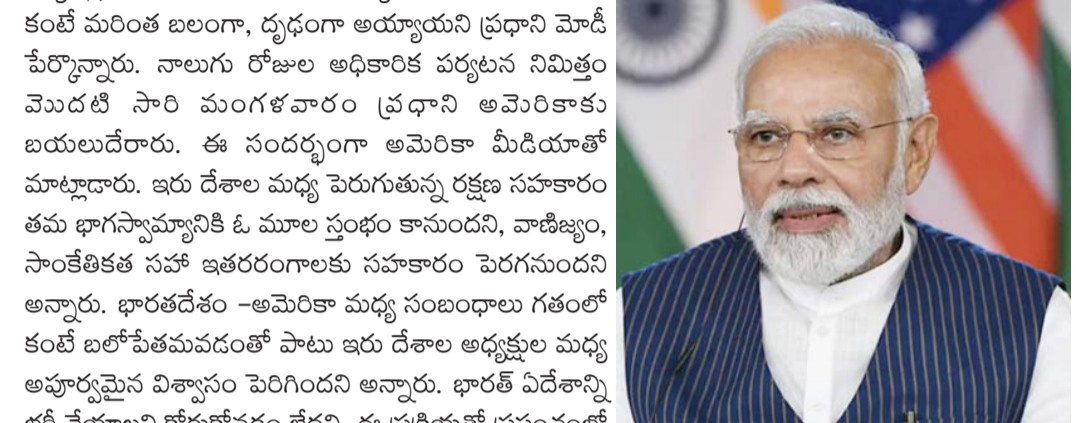 కంటే మరింత బలంగా, దృఢంగా అయ్యాయని ప్రధాని మోడీ
పేర్కొన్నారు. నాలుగు రోజుల అధికారిక పర్యటన నిమిత్తం
మొదటి సారి మంగళవారం ప్రధాని అమెరికాకు
బయలుదేరారు. ఈ సందర్భంగా అమెరికా మీడియాతో
మాట్లాడారు. ఇరు దేశాల మధ్య పెరుగుతున్న రక్షణ సహకారం
తమ భాగస్వామ్యానికి ఓ మూల స్తంభం కానుందని, వాణిజ్యం,
సాంకేతికత సహా ఇతరరంగాలకు సహకారం పెరగనుందని
అన్నారు. భారతదేశం -అమెరికా మధ్య సంబంధాలు గతంలో
కంటే బలోపేతమవడంతో పాటు ఇరు దేశాల అధ్యక్షుల మధ్య
అపూర్వమైన విశ్వాసం పెరిగిందని అన్నారు. భారత్ ఏదేశాన్ని